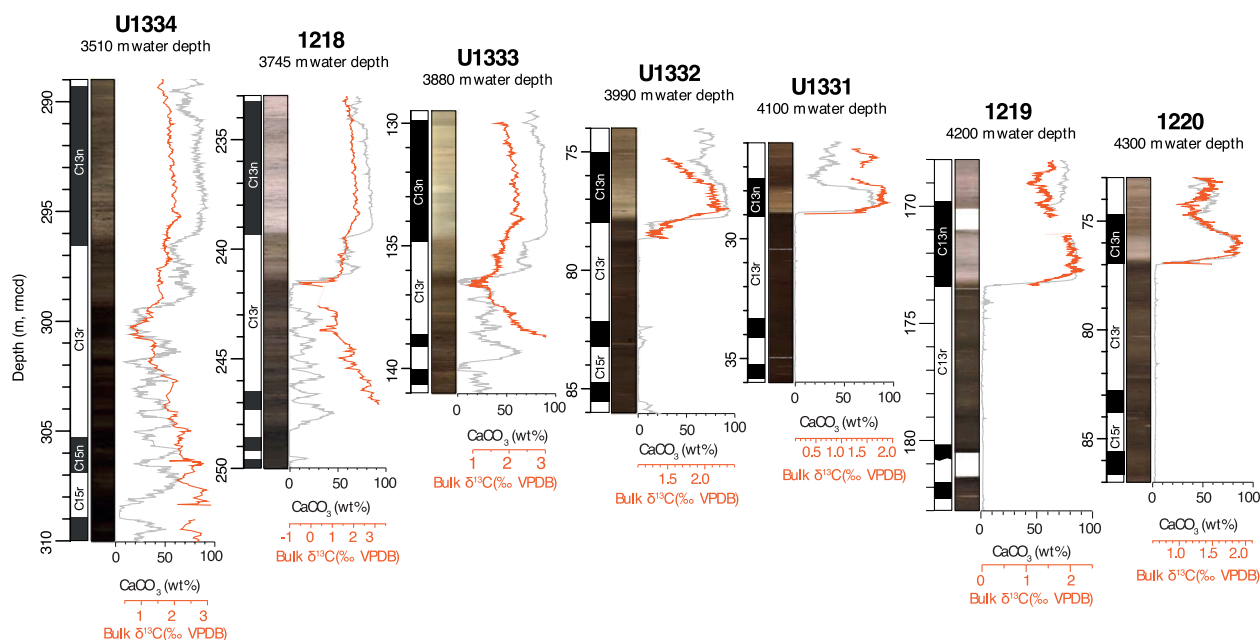 U1334
3510 m water depth
1218
3745 m water depth
U1333
3880 m water depth
U1332
3990 m water depth
U1331
4100 m water depth
1219
4200 m water depth
1220
4300 m water depth
Depth (m, rmcd)
290
295
300
305
310
C13n
C13r
C15n
C15r
0 50 100
CaCO3 (wt%)
1 2 3
Bulk δ¹³C(‰ VPDB)
235
240
245
250
C13n
C13r
0 50 100
CaCO3 (wt%)
-1 0 1 2 3
Bulk δ¹³C(‰ VPDB)
130
135
140
C13n
C13r
0 50 100
CaCO3 (wt%)
1 2 3
Bulk δ¹³C(‰ VPDB)
75
80
85
C13n
C13r
C15r
0 50 100
CaCO3 (wt%)
1.5 2.0
Bulk δ¹³C(‰ VPDB)
30
35
C13n
C13r
0 50 100
CaCO3 (wt%)
0.5 1.0 1.5 2.0
Bulk δ¹³C(‰ VPDB)
170
175
180
C13n
C13r
0 50 100
CaCO3 (wt%)
0 1 2
Bulk δ¹³C(‰ VPDB)
75
80
85
C13n
C13r
C15r
0 50 100
CaCO3 (wt%)
1.0 1.5 2.0
Bulk δ¹³C(‰ VPDB)